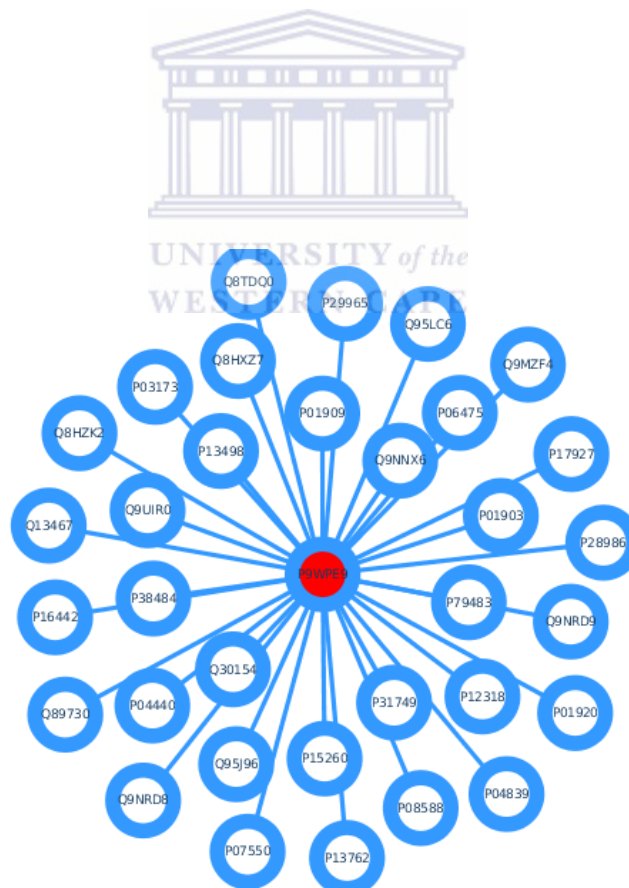 UNIVERSITY of the
WESTERN CAPE
Q8TDQ0
P29965
Q95LC6
Q8HXZ7
Q9MZF4
P03173
P01909
P06475
Q8HZK2
P13498
Q9NNX6
P17927
Q9UIR0
P01903
Q13467
P28986
P9WPE9
P16442
P38484
P79483
Q9NRD9
Q30154
Q89730
P04440
P31749
P12318
P01920
Q95J96
P15260
Q9NRD8
P08588
P04839
P07550
P13762